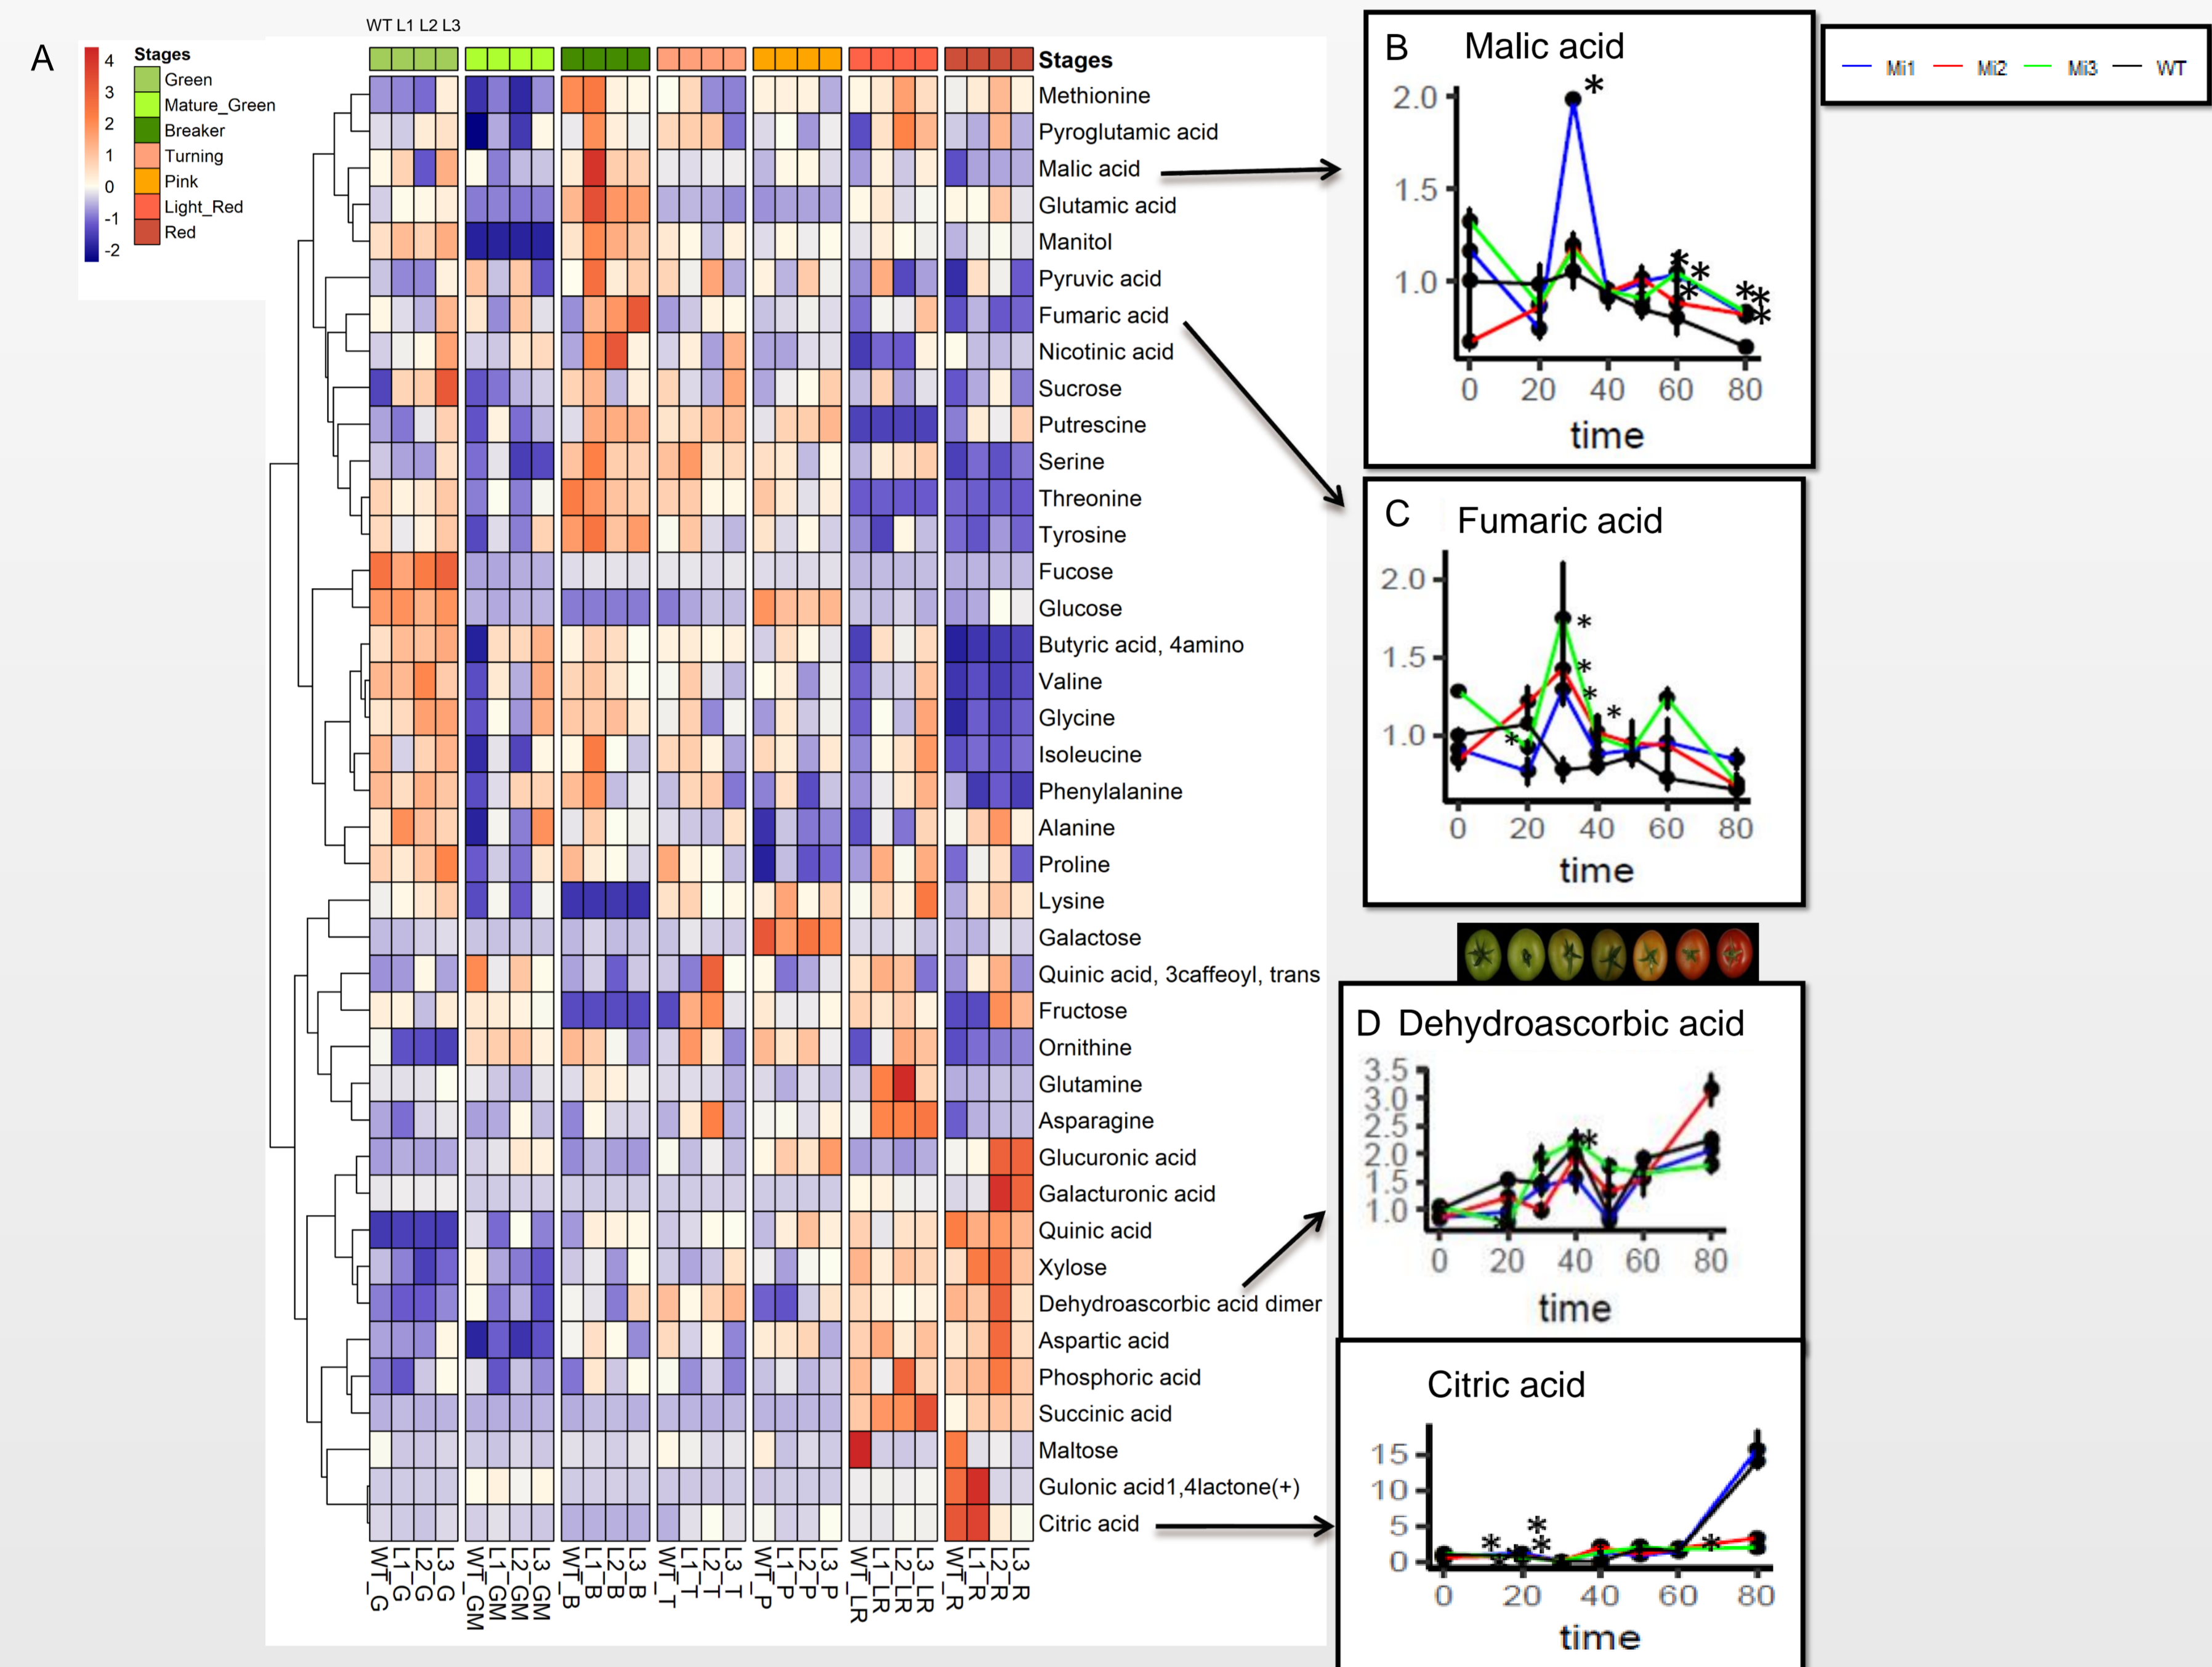 WT L1 L2 L3
A
4
3
2
1
0
-1
-2
Stages
Green
Mature_Green
Breaker
Turning
Pink
Light_Red
Red
Stages
Methionine
Pyroglutamic acid
Malic acid
Glutamic acid
Manitol
Pyruvic acid
Fumaric acid
Nicotinic acid
Sucrose
Putrescine
Serine
Threonine
Tyrosine
Fucose
Glucose
Butyric acid, 4amino
Valine
Glycine
Isoleucine
Phenylalanine
Alanine
Proline
Lysine
Galactose
Quinic acid, 3caffeoyl, trans
Fructose
Ornithine
Glutamine
Asparagine
Glucuronic acid
Galacturonic acid
Quinic acid
Xylose
Dehydroascorbic acid dimer
Aspartic acid
Phosphoric acid
Succinic acid
Maltose
Gulonic acid1,4lactone(+)
Citric acid
WT_G
L1_G
L2_G
L3_G
WT_GM
L1_GM
L2_GM
L3_GM
WT_B
L1_B
L2_B
L3_B
WT_T
L1_T
L2_T
L3_T
WT_P
L1_P
L2_P
L3_P
WT_LR
L1_LR
L2_LR
L3_LR
WT_R
L1_R
L2_R
L3_R
B Malic acid
2.0
1.5
1.0
* * * * * * *
0 20 40 60 80
time
Mi1 Mi2 Mi3 WT
C Fumaric acid
2.0
1.5
1.0
* * * * *
0 20 40 60 80
time
D Dehydroascorbic acid
3.5
3.0
2.5
2.0
1.5
1.0
* *
0 20 40 60 80
time
Citric acid
15
10
5
0
* * * * * *
0 20 40 60 80
time